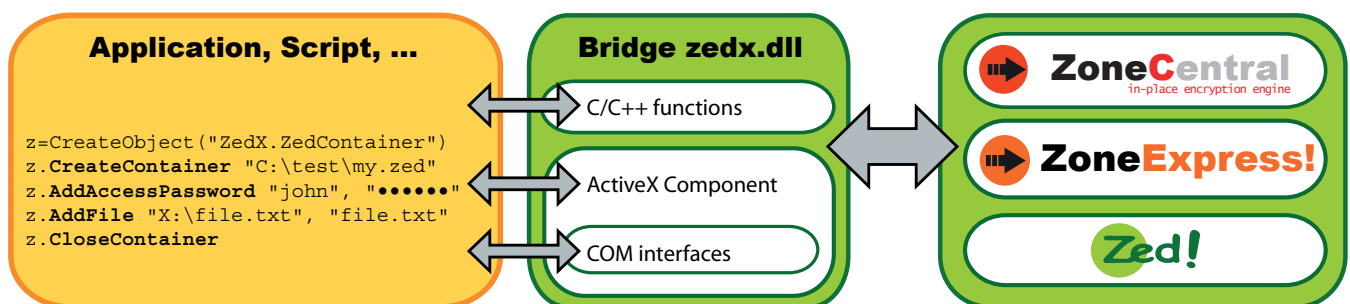 Application, Script, ...
z=CreateObject("ZedX.ZedContainer")
z.CreateContainer "C:\test\my.zed"
z.AddAccessPassword "john", "●●●●●●"
z.AddFile "X:\file.txt", "file.txt"
z.CloseContainer
Bridge zedx.dll
C/C++ functions
ActiveX Component
COM interfaces
ZoneCentral
in-place encryption engine
ZoneExpress!
Zed!